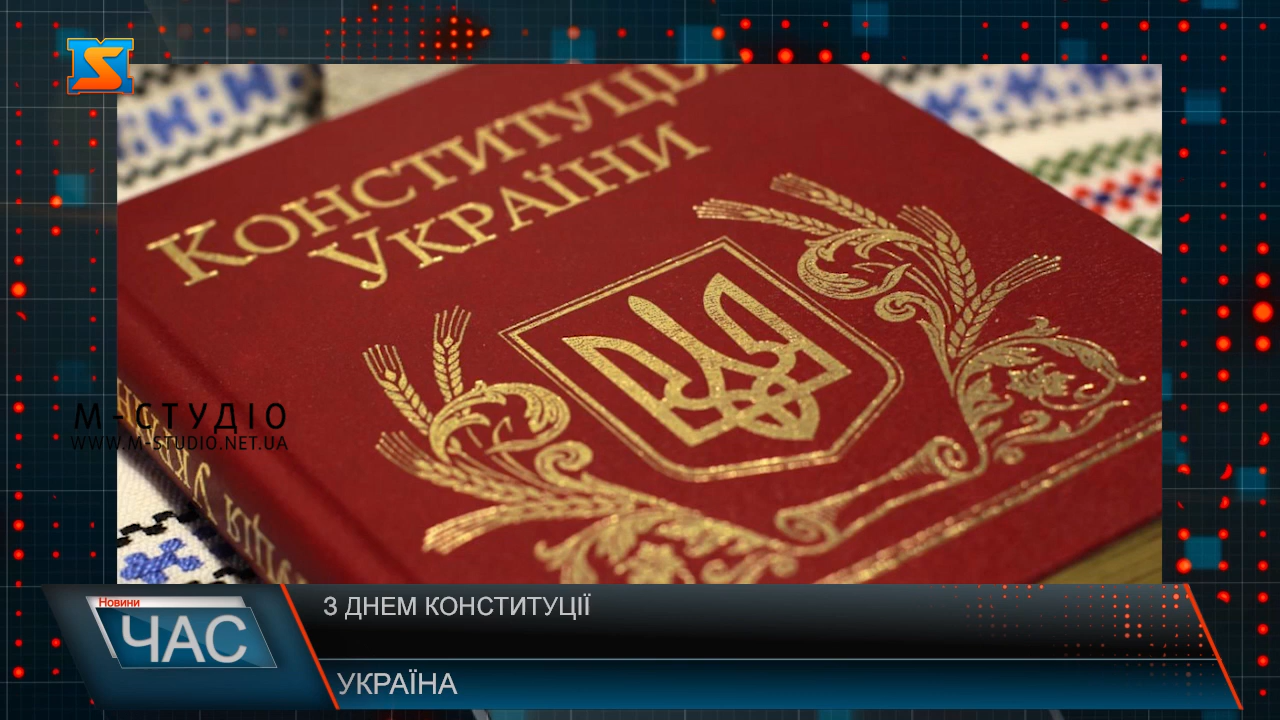 КОНСТИТУЦІЯ
УКРАЇНИ
М-СТУДІО
WWW.M-STUDIO.NET.UA
Новини
ЧАС
З ДНЕМ КОНСТИТУЦІЇ
УКРАЇНА